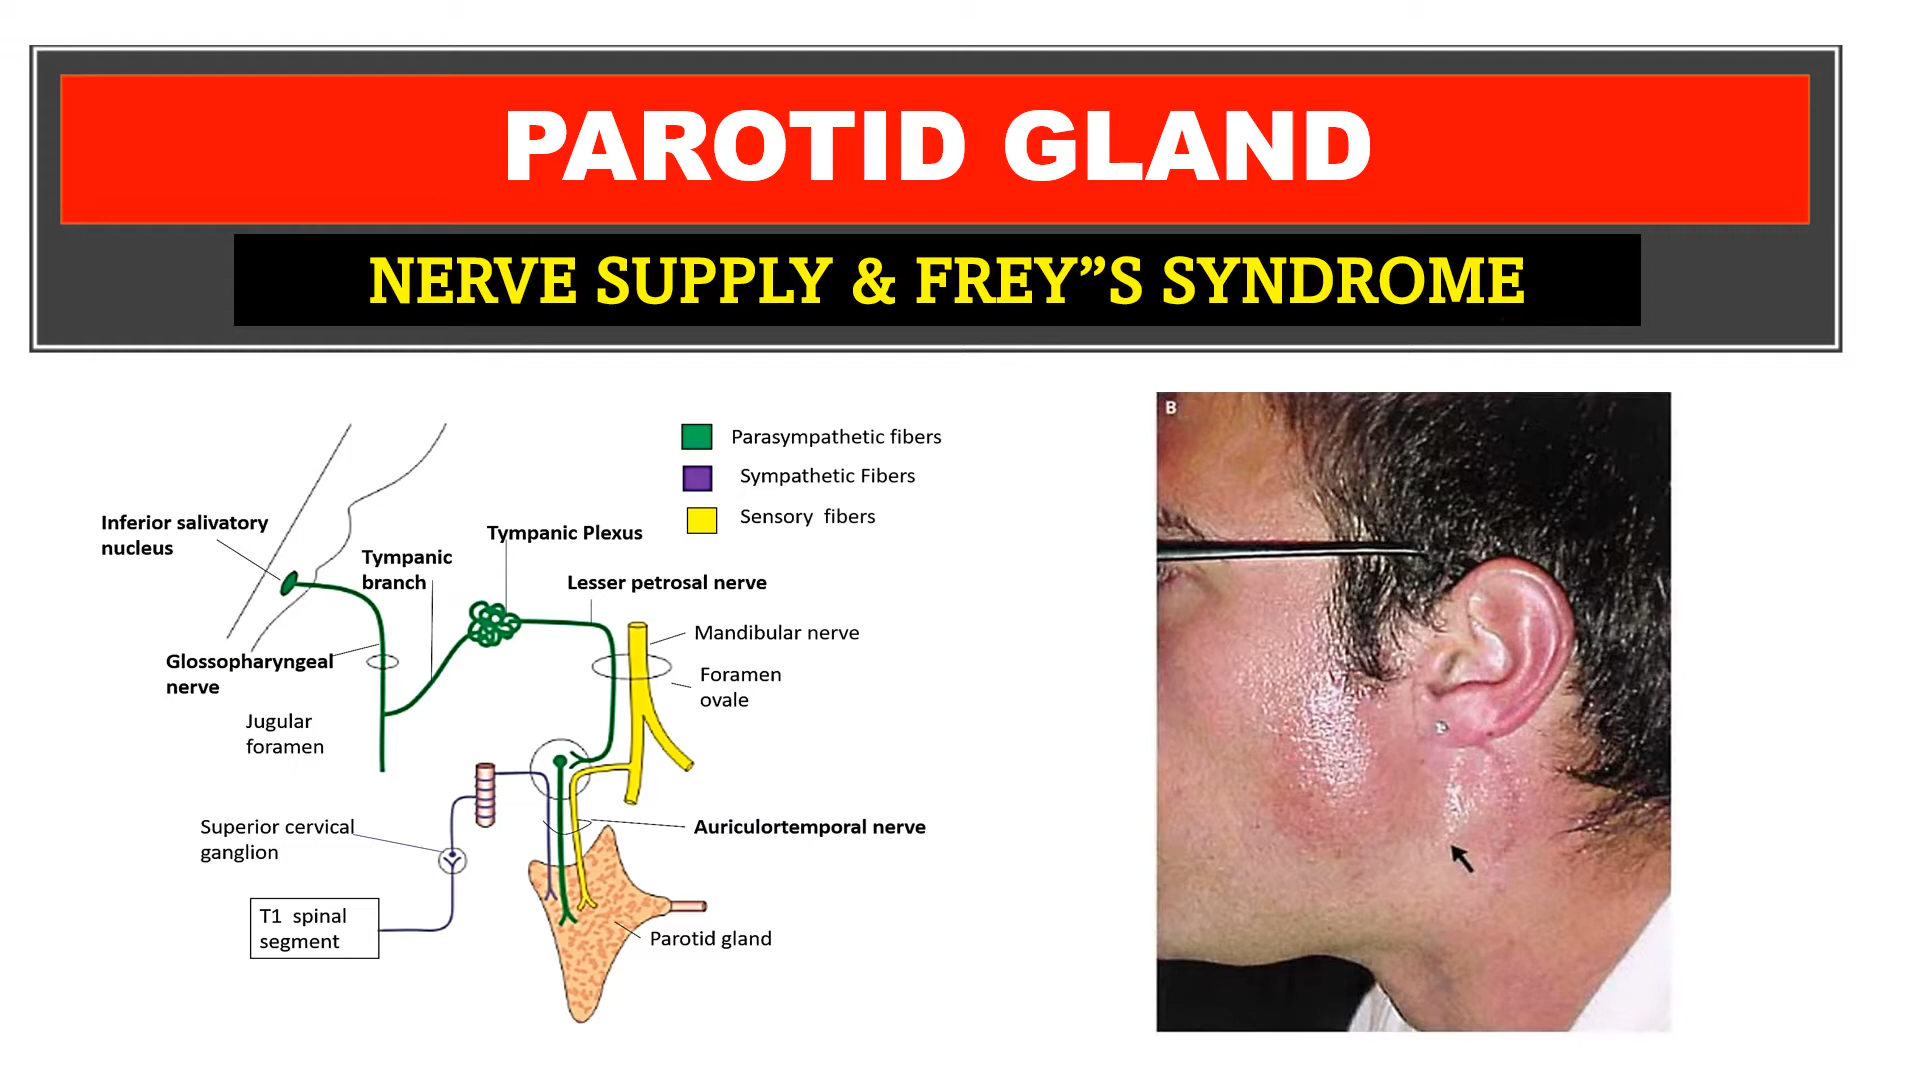 PAROTID GLAND
NERVE SUPPLY & FREY”S SYNDROME
Parasympathetic fibers
Sympathetic Fibers
Sensory fibers
Inferior salivatory
nucleus
Tympanic
branch
Tympanic Plexus
Lesser petrosal nerve
Mandibular nerve
Foramen
ovale
Glossopharyngeal
nerve
Jugular
foramen
Superior cervical
ganglion
Auriculortemporal nerve
T1 spinal
segment
Parotid gland
B